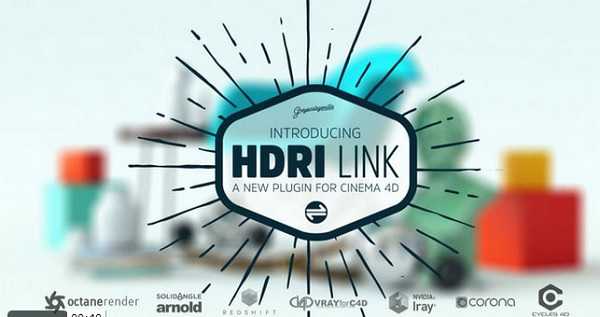 Greyscalegorilla
INTRODUCING
HDRI LINK
A NEW PLUGIN FOR CINEMA 4D
octanerender
SOLIDANGLE
arnold
REDSHIFT
VRAYforC4D
NVIDIA
Iray
corona
CYCLES 4D